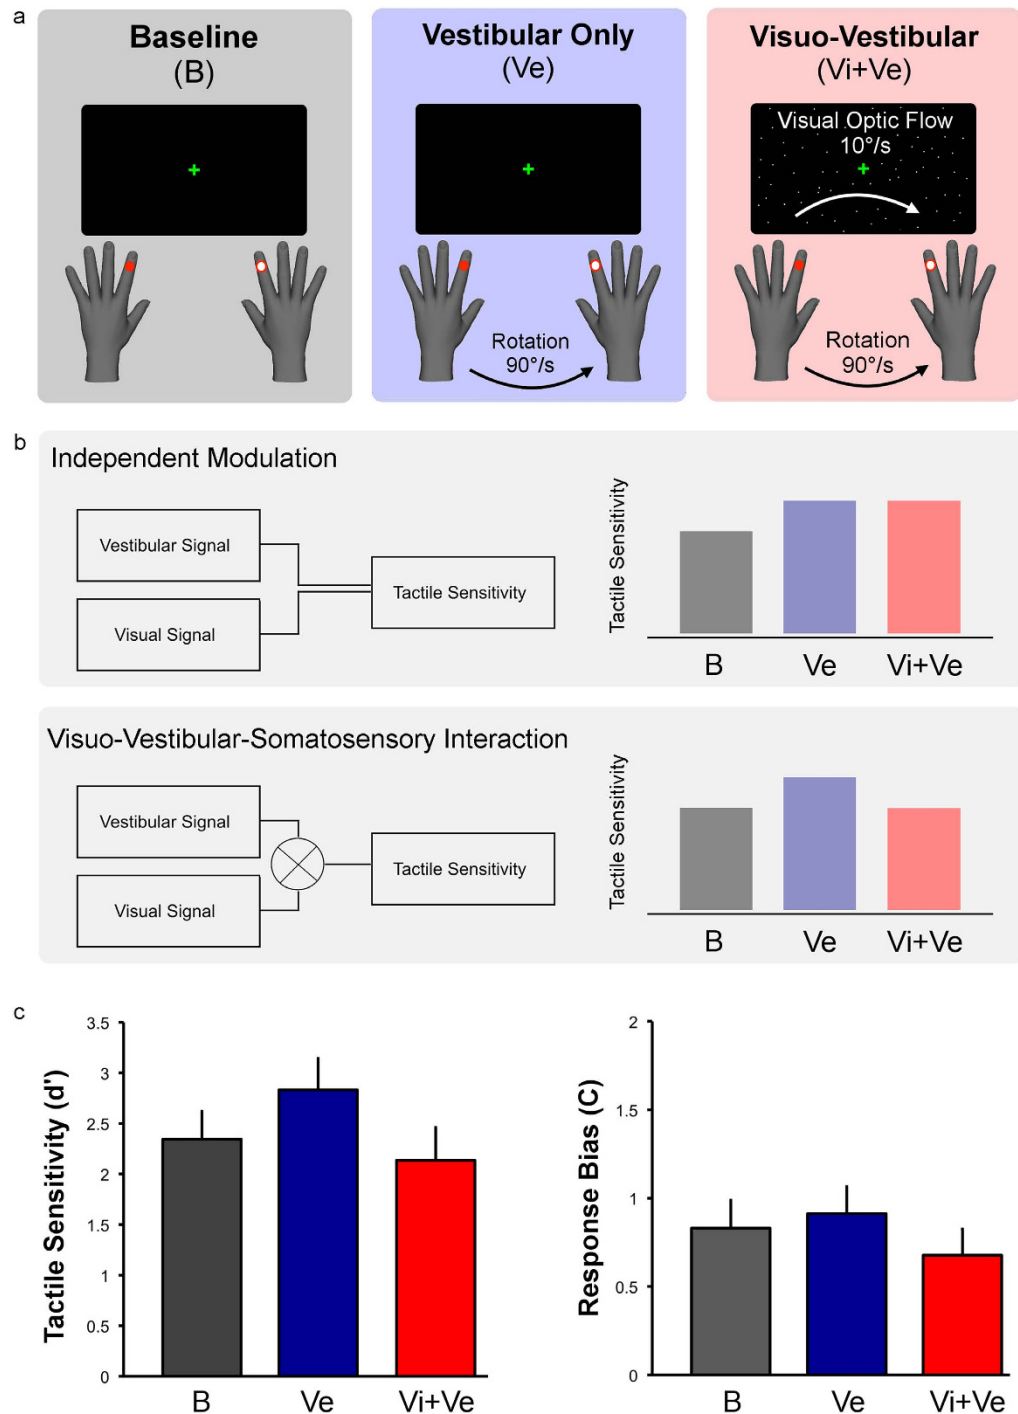 a
Baseline
(B)
Vestibular Only
(Ve)
Rotation
90°/s
Visuo-Vestibular
(Vi+Ve)
Visual Optic Flow
10°/s
Rotation
90°/s
b
Independent Modulation
Vestibular Signal
Visual Signal
Tactile Sensitivity
Tactile Sensitivity
B Ve Vi+Ve
Visuo-Vestibular-Somatosensory Interaction
Vestibular Signal
Visual Signal
Tactile Sensitivity
Tactile Sensitivity
B Ve Vi+Ve
c
Tactile Sensitivity (d')
3.5
3
2.5
2
1.5
1
0.5
0
B Ve Vi+Ve
Response Bias (C)
2
1.5
1
0.5
0
B Ve Vi+Ve